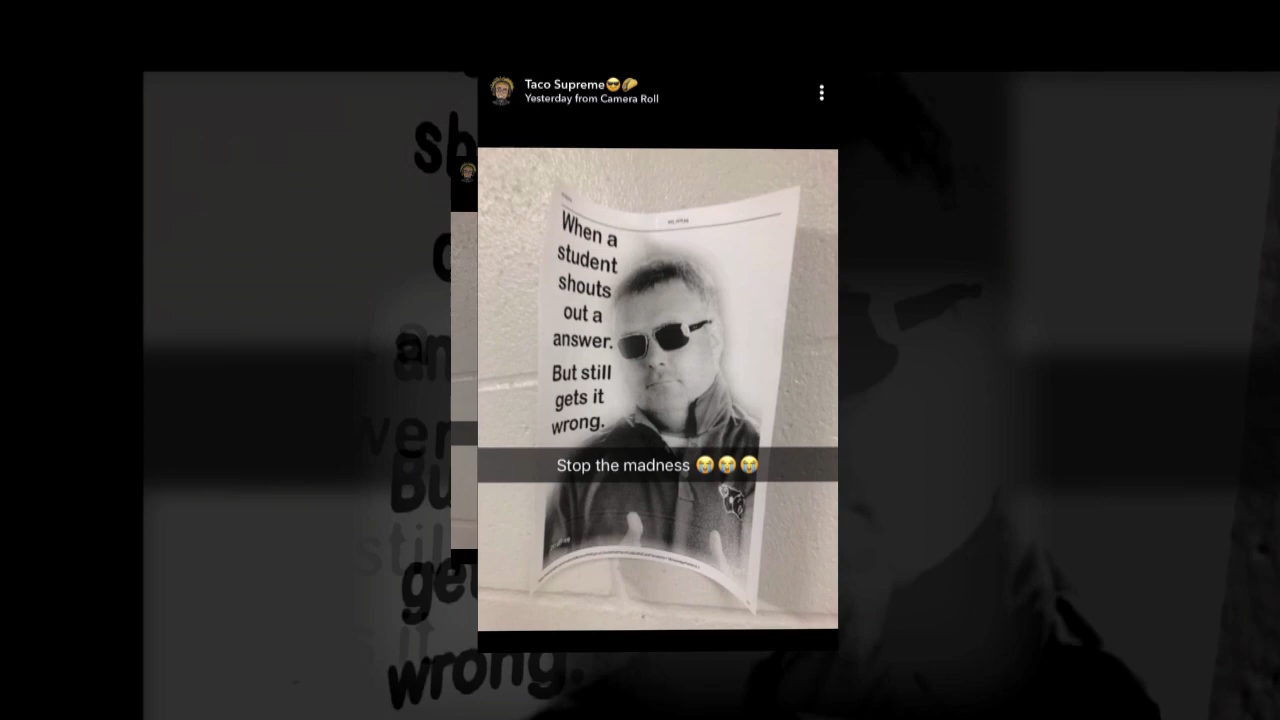 Taco Supreme😎🌮
Yesterday from Camera Roll
When a
student
shouts
out a
answer.
But still
gets it
wrong.
Stop the madness 😭😭😭